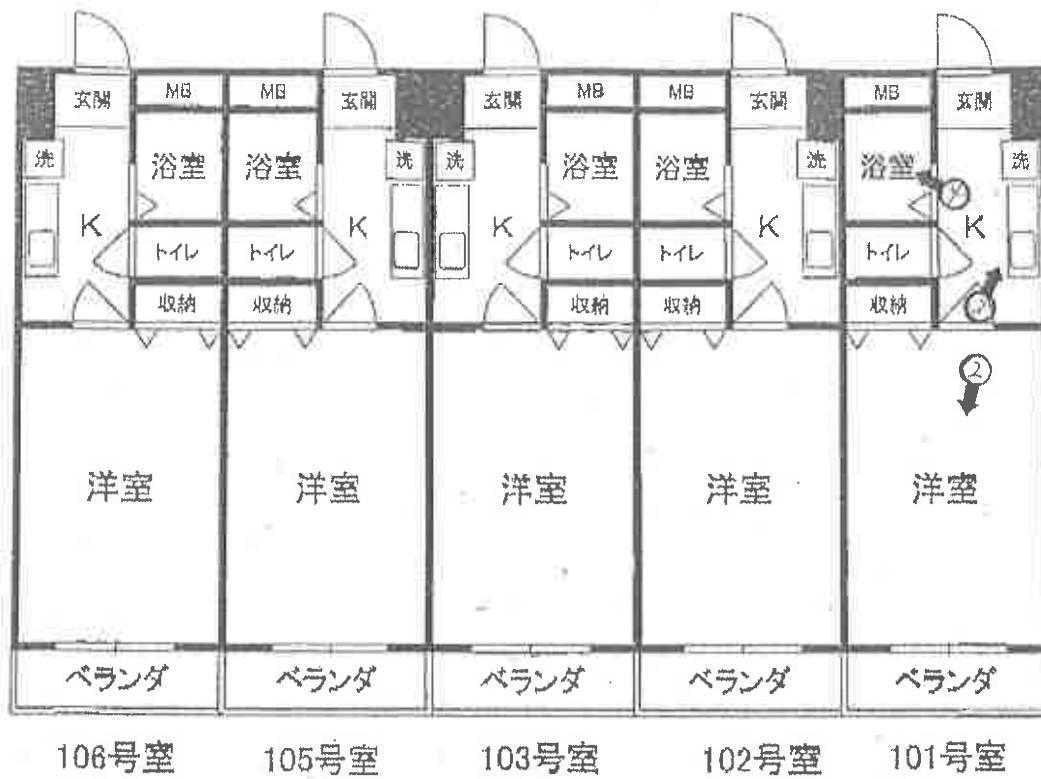 玄関 MB MB 玄関 玄関 MB MB 玄関 MB 玄関
洗 浴室 浴室 洗 洗 浴室 浴室 洗 浴室 洗
K K K K K
トイレ トイレ トイレ トイレ トイレ
収納 収納 収納 収納 収納
②
洋室 洋室 洋室 洋室 洋室
ベランダ ベランダ ベランダ ベランダ ベランダ
106号室 105号室 103号室 102号室 101号室